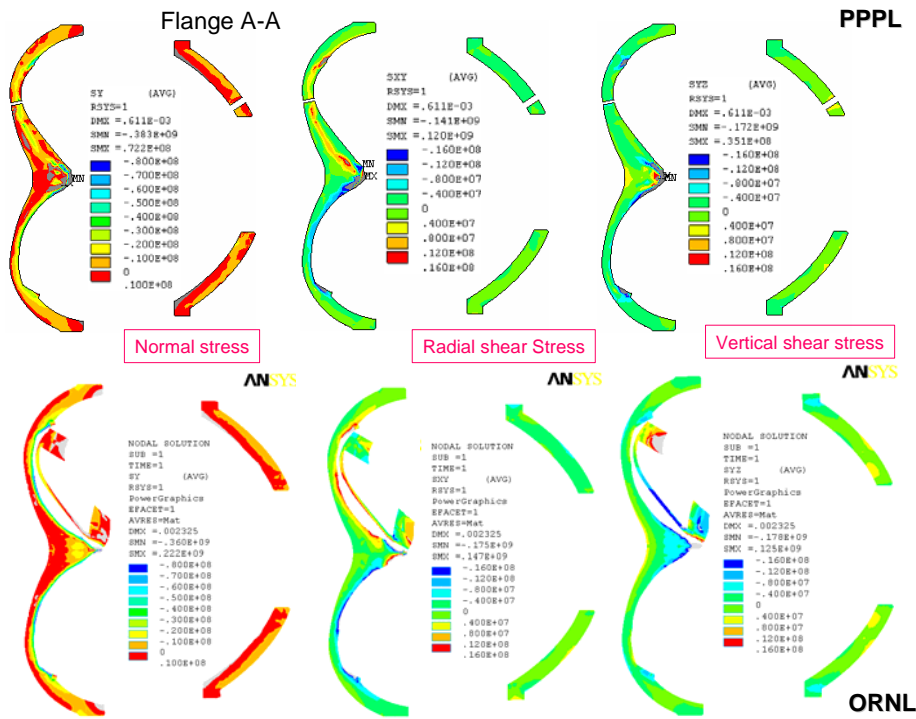 Flange A-A
PPPL
SY (AVG)
RSYS=1
DMX =.611E-03
SMN =-.383E+09
SMX =.722E+08
-.800E+08
-.700E+08
-.600E+08
-.500E+08
-.400E+08
-.300E+08
-.200E+08
-.100E+08
0
.100E+08
MN
SXY (AVG)
RSYS=1
DMX =.611E-03
SMN =-.141E+09
SMX =.120E+09
-.160E+08
-.120E+08
-.800E+07
-.400E+07
0
.400E+07
.800E+07
.120E+08
.160E+08
MN
MX
SYZ (AVG)
RSYS=1
DMX =.611E-03
SMN =-.172E+09
SMX =.351E+08
-.160E+08
-.120E+08
-.800E+07
-.400E+07
0
.400E+07
.800E+07
.120E+08
.160E+08
MN
Normal stress
Radial shear Stress
Vertical shear stress
ANSYS
NODAL SOLUTION
SUB =1
TIME=1
SY (AVG)
RSYS=1
PowerGraphics
EFACET=1
AVRES=Mat
DMX =.002325
SMN =-.360E+09
SMX =.222E+09
-.800E+08
-.700E+08
-.600E+08
-.500E+08
-.400E+08
-.300E+08
-.200E+08
-.100E+08
0
.100E+08
ANSYS
NODAL SOLUTION
SUB =1
TIME=1
SXY (AVG)
RSYS=1
PowerGraphics
EFACET=1
AVRES=Mat
DMX =.002325
SMN =-.175E+09
SMX =.147E+09
-.160E+08
-.120E+08
-.800E+07
-.400E+07
0
.400E+07
.800E+07
.120E+08
.160E+08
ANSYS
NODAL SOLUTION
SUB =1
TIME=1
SYZ (AVG)
RSYS=1
PowerGraphics
EFACET=1
AVRES=Mat
DMX =.002325
SMN =-.178E+09
SMX =.125E+09
-.160E+08
-.120E+08
-.800E+07
-.400E+07
0
.400E+07
.800E+07
.120E+08
.160E+08
ORNL